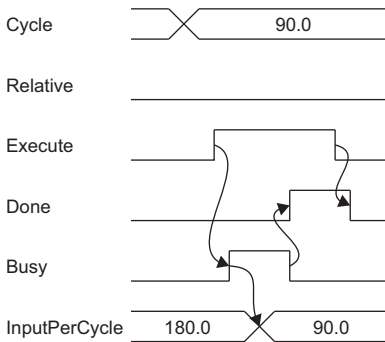 Cycle 90.0
Relative
Execute
Done
Busy
InputPerCycle 180.0 90.0